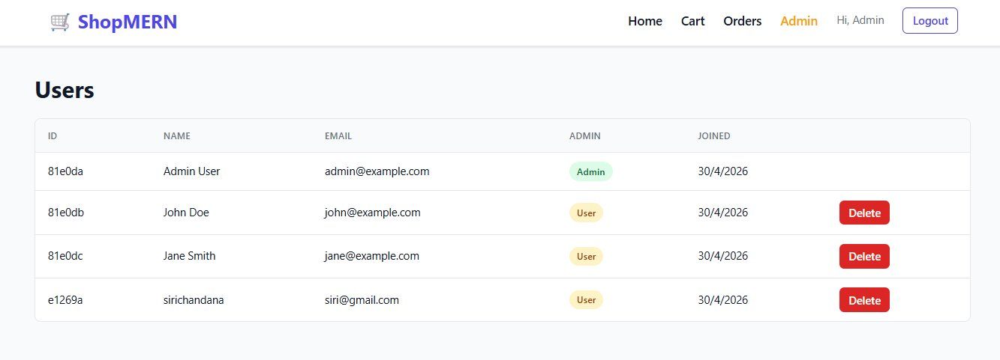 ShopMERN Home Cart Orders Admin Hi, Admin Logout
Users
ID NAME EMAIL ADMIN JOINED
81e0da Admin User admin@example.com Admin 30/4/2026
81e0db John Doe john@example.com User 30/4/2026 Delete
81e0dc Jane Smith jane@example.com User 30/4/2026 Delete
e1269a sirichandana siri@gmail.com User 30/4/2026 Delete